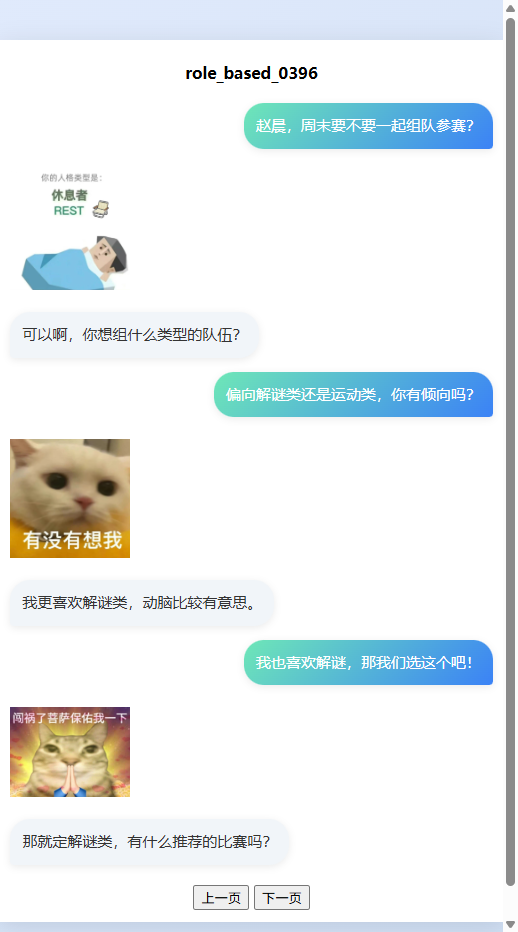 role_based_0396
赵晨，周末要不要一起组队参赛？
你的人格类型是：
休息者
REST
可以啊，你想组什么类型的队伍？
偏向解谜类还是运动类，你有倾向吗？
有没有想我
我更喜欢解谜类，动脑比较有意思。
我也喜欢解谜，那我们选这个吧！
闯祸了菩萨保佑我一下
那就定解谜类，有什么推荐的比赛吗？
上一页 下一页